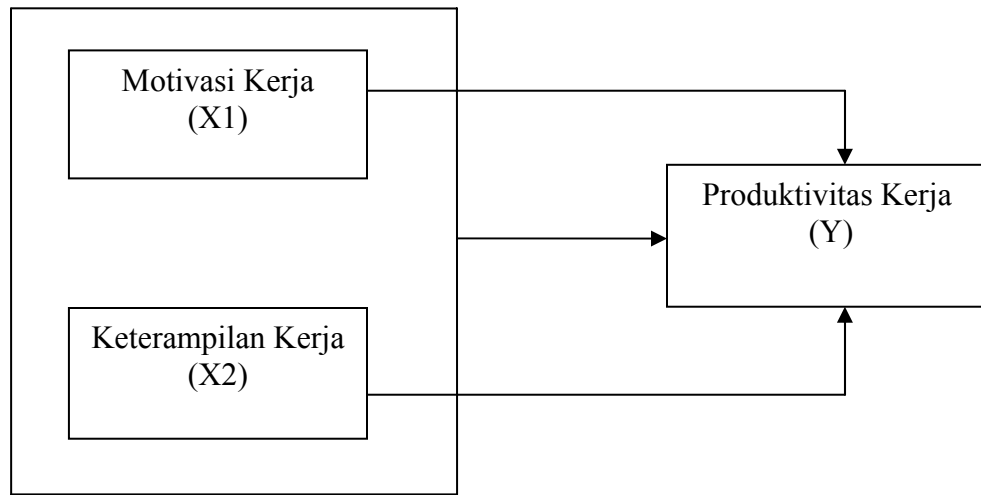 Motivasi Kerja
(X1)
Produktivitas Kerja
(Y)
Keterampilan Kerja
(X2)